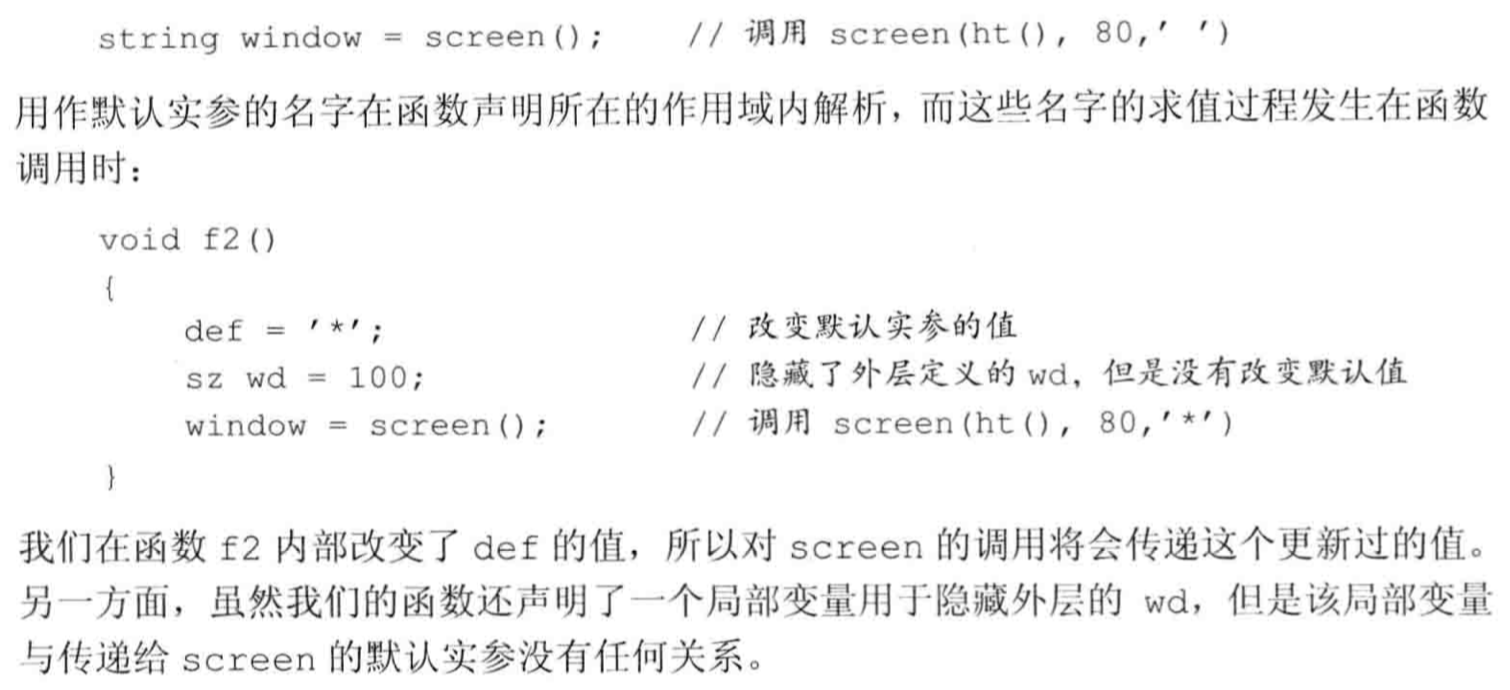 string window = screen();    // 调用 screen(ht(), 80,' ')
用作默认实参的名字在函数声明所在的作用域内解析，而这些名字的求值过程发生在函数
调用时：
void f2()
{
    def = '*';                // 改变默认实参的值
    sz wd = 100;              // 隐藏了外层定义的 wd，但是没有改变默认值
    window = screen();        // 调用 screen(ht(), 80,'*')
}
我们在函数 f2 内部改变了 def 的值，所以对 screen 的调用将会传递这个更新过的值。
另一方面，虽然我们的函数还声明了一个局部变量用于隐藏外层的 wd，但是该局部变量
与传递给 screen 的默认实参没有任何关系。